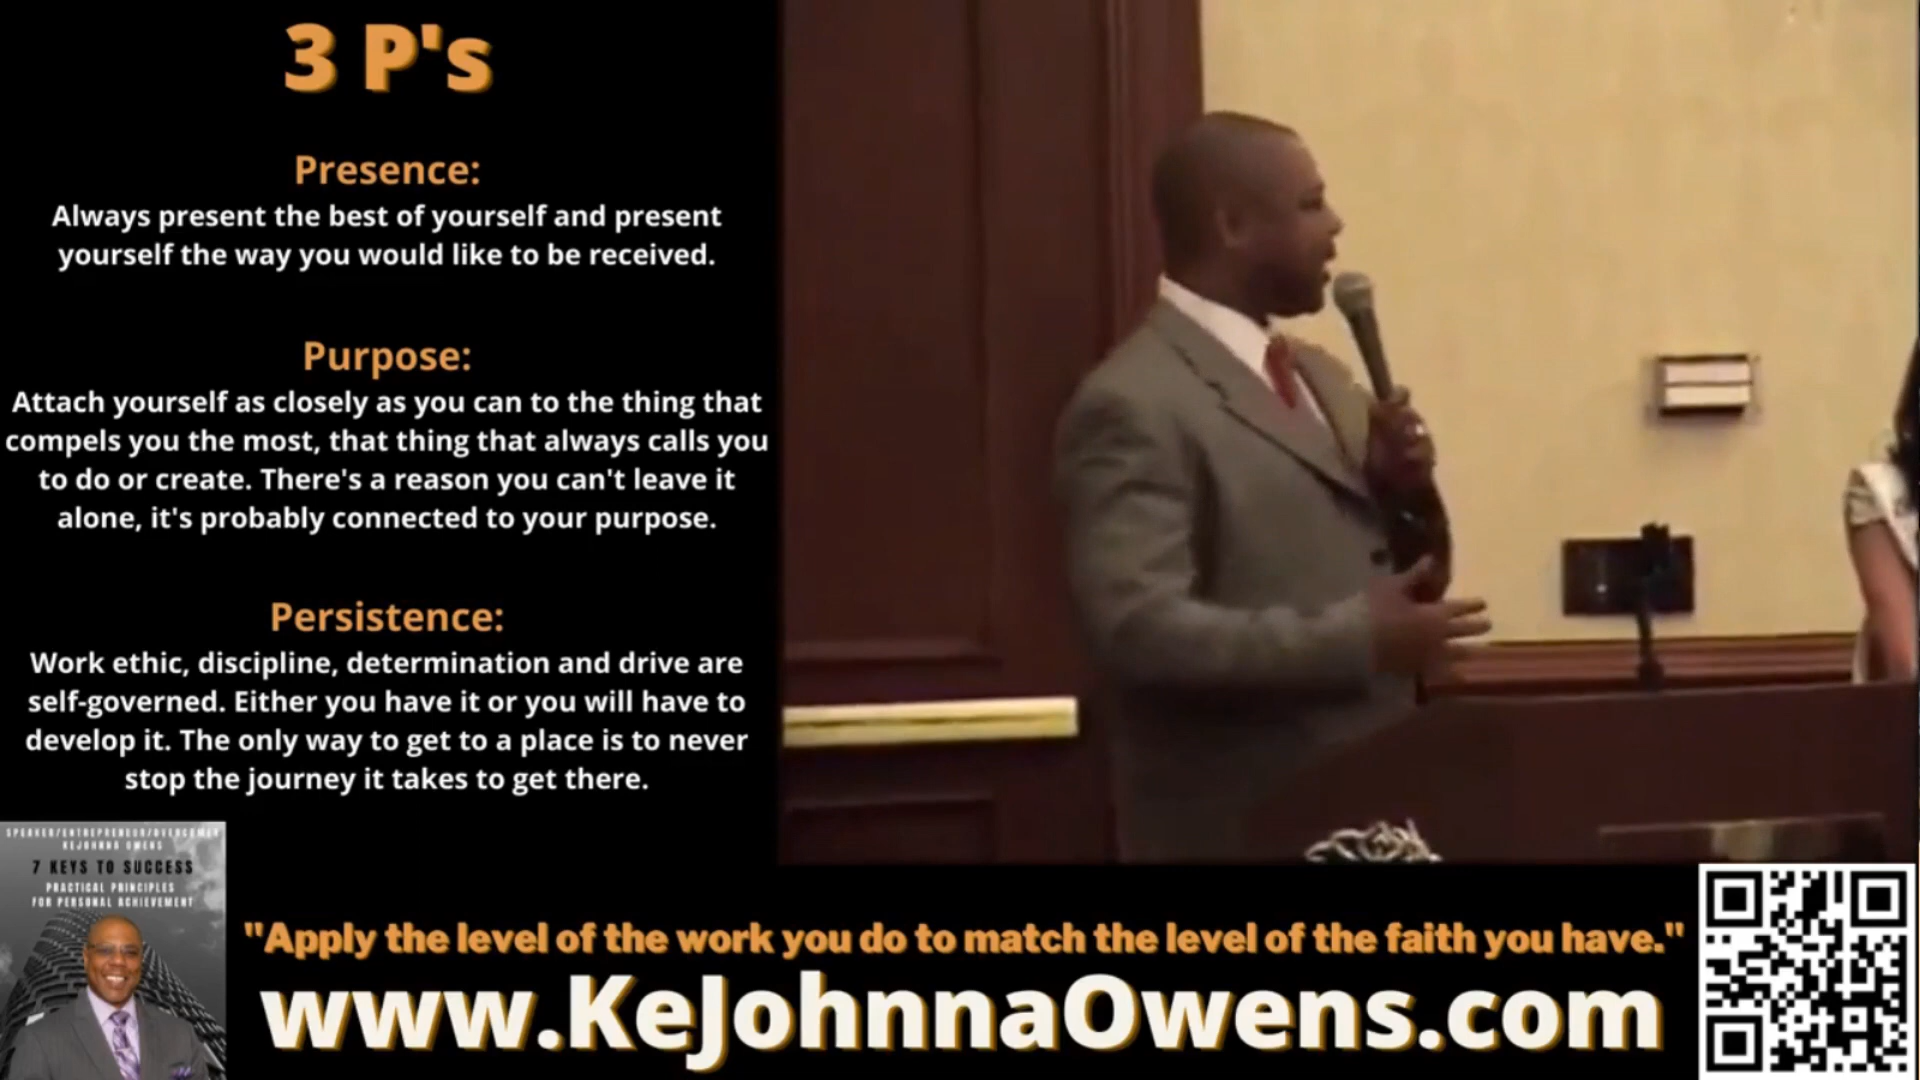 3 P's
Presence:
Always present the best of yourself and present
yourself the way you would like to be received.
Purpose:
Attach yourself as closely as you can to the thing that
compels you the most, that thing that always calls you
to do or create. There's a reason you can't leave it
alone, it's probably connected to your purpose.
Persistence:
Work ethic, discipline, determination and drive are
self-governed. Either you have it or you will have to
develop it. The only way to get to a place is to never
stop the journey it takes to get there.
SPEAKER/ENTREPRENEUR/OVERCOMER
KEJOHNNA OWENS
7 KEYS TO SUCCESS
PRACTICAL PRINCIPLES
FOR PERSONAL ACHIEVEMENT
"Apply the level of the work you do to match the level of the faith you have."
www.KeJohnnaOwens.com